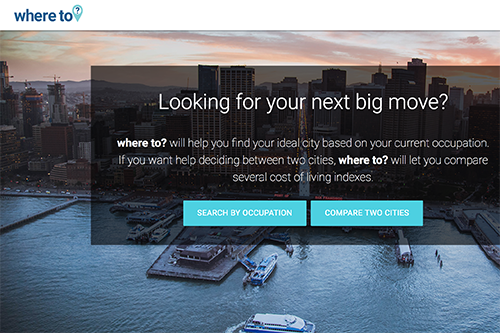 where to?
Looking for your next big move?
where to? will help you find your ideal city based on your current occupation.
If you want help deciding between two cities, where to? will let you compare
several cost of living indexes.
SEARCH BY OCCUPATION
COMPARE TWO CITIES